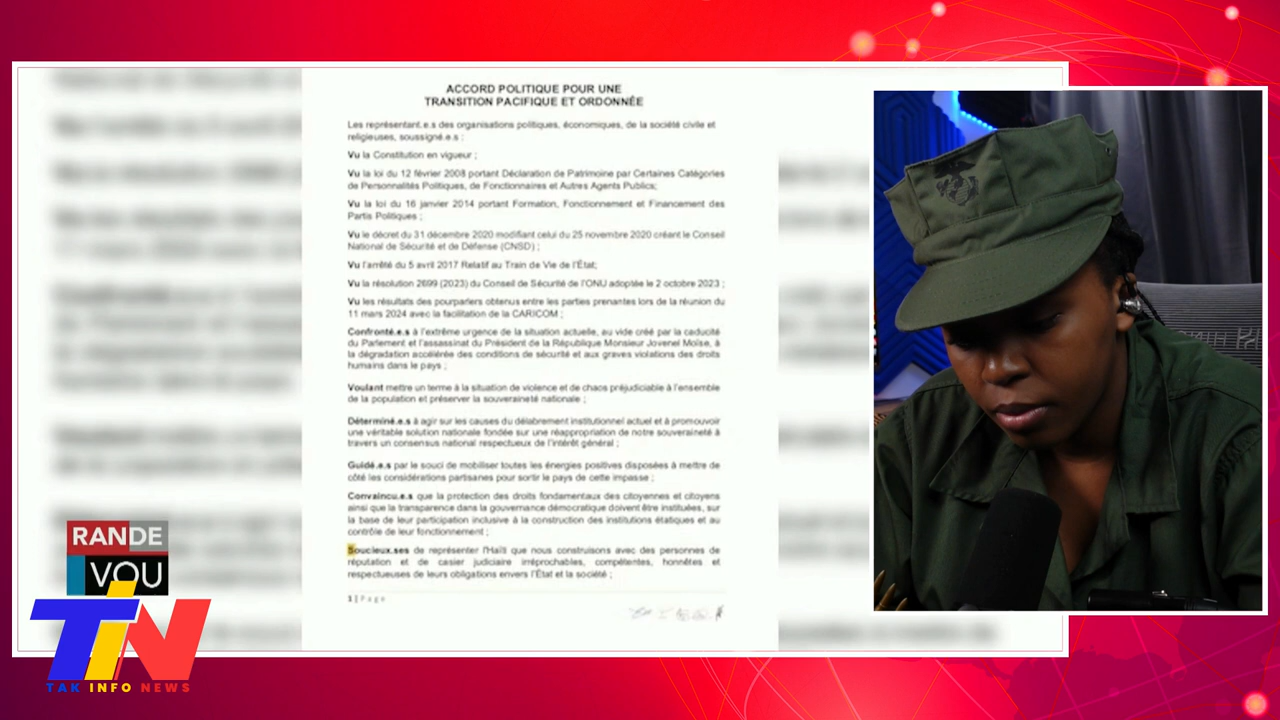 ACCORD POLITIQUE POUR UNE
TRANSITION PACIFIQUE ET ORDONNÉE
Les représentant.e.s des organisations politiques, économiques, de la société civile et
religieuses, soussigné.e.s :
Vu la Constitution en vigueur ;
Vu la loi du 12 février 2008 portant Déclaration de Patrimoine par Certaines Catégories
de Personnalités Politiques, de Fonctionnaires et Autres Agents Publics;
Vu la loi du 16 janvier 2014 portant Formation, Fonctionnement et Financement des
Partis Politiques ;
Vu le décret du 31 décembre 2020 modifiant celui du 25 novembre 2020 créant le Conseil
National de Sécurité et de Défense (CNSD) ;
Vu l'arrêté du 5 avril 2017 Relatif au Train de Vie de l'État;
Vu la résolution 2699 (2023) du Conseil de Sécurité de l'ONU adoptée le 2 octobre 2023 ;
Vu les résultats des pourparlers obtenus entre les parties prenantes lors de la réunion du
11 mars 2024 avec la facilitation de la CARICOM ;
Confronté.e.s à l'extrême urgence de la situation actuelle, au vide créé par la caducité
du Parlement et l'assassinat du Président de la République Monsieur Jovenel Moïse, à
la dégradation accélérée des conditions de sécurité et aux graves violations des droits
humains dans le pays ;
Voulant mettre un terme à la situation de violence et de chaos préjudiciable à l'ensemble
de la population et préserver la souveraineté nationale ;
Déterminé.e.s à agir sur les causes du délabrement institutionnel actuel et à promouvoir
une véritable solution nationale fondée sur une réappropriation de notre souveraineté à
travers un consensus national respectueux de l'intérêt général ;
Guidé.e.s par le souci de mobiliser toutes les énergies positives disposées à mettre de
côté les considérations partisanes pour sortir le pays de cette impasse ;
Convaincu.e.s que la protection des droits fondamentaux des citoyennes et citoyens
ainsi que la transparence dans la gouvernance démocratique doivent être instituées, sur
la base de leur participation inclusive à la construction des institutions étatiques et au
contrôle de leur fonctionnement ;
Soucieux.ses de représenter l'Haïti que nous construisons avec des personnes de
réputation et de casier judiciaire irréprochables, compétentes, honnêtes et
respectueuses de leurs obligations envers l'État et la société ;
1 | Page
RANDE
VOU
TIN
TAK INFO NEWS